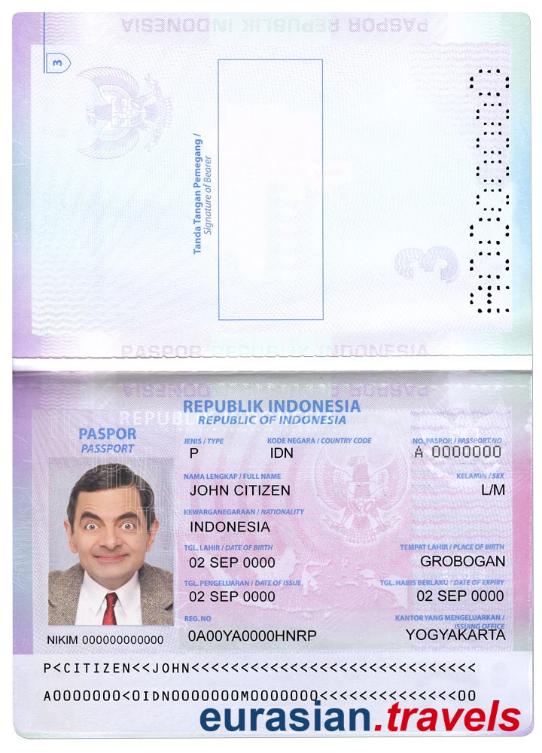 PASPOR REPUBLIK INDONESIA
3
Tanda Tangan Pemegang /
Signature of Bearer
3
A0000000
PASPOR REPUBLIK INDONESIA
REPUBLIK INDONESIA
REPUBLIC OF INDONESIA
PASPOR
PASSPORT
JENIS / TYPE KODE NEGARA / COUNTRY CODE NO. PASPOR / PASSPORT NO
P IDN A 0000000
NAMA LENGKAP / FULL NAME KELAMIN / SEX
JOHN CITIZEN L/M
KEWARGANEGARAAN / NATIONALITY
INDONESIA
TGL. LAHIR / DATE OF BIRTH TEMPAT LAHIR / PLACE OF BIRTH
02 SEP 0000 GROBOGAN
TGL. PENGELUARAN / DATE OF ISSUE TGL. HABIS BERLAKU / DATE OF EXPIRY
02 SEP 0000 02 SEP 0000
REG. NO KANTOR YANG MENGELUARKAN /
ISSUING OFFICE
0A00YA0000HNRP YOGYAKARTA
NIKIM 000000000000
P<CITIZEN<<JOHN<<<<<<<<<<<<<<<<<<<<<<<<<<<<<
A0000000<0IDN0000000M0000000<<<<<<<<<<<<<<00
eurasian.travels